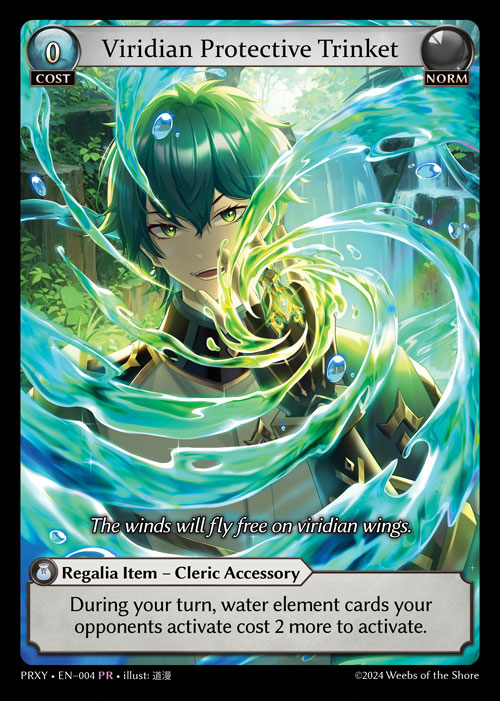 0
COST
Viridian Protective Trinket
NORM
The winds will fly free on viridian wings.
Regalia Item – Cleric Accessory
During your turn, water element cards your
opponents activate cost 2 more to activate.
PRXY • EN–004 PR • illust: 道漫
©2024 Weebs of the Shore